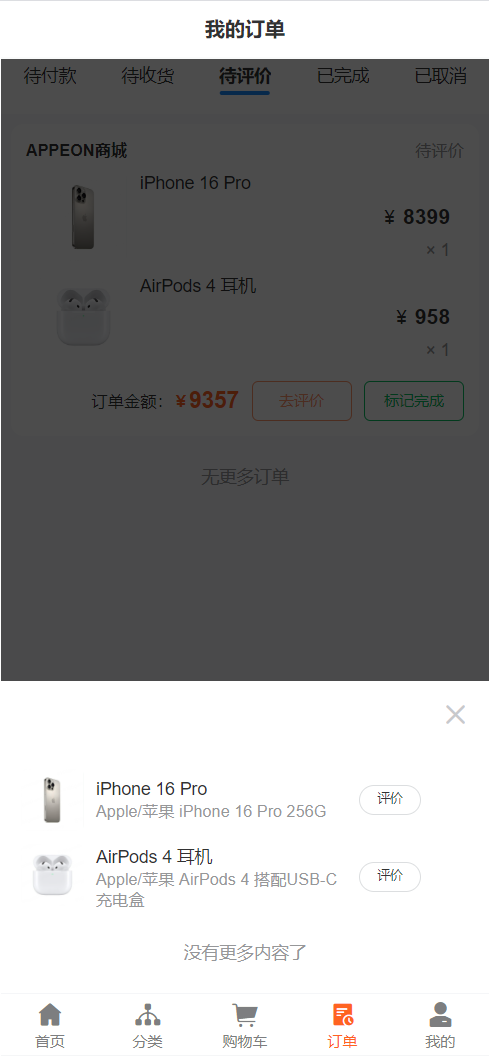 我的订单
待付款 待收货 待评价 已完成 已取消
APPEON商城 待评价
iPhone 16 Pro
¥ 8399
× 1
AirPods 4 耳机
¥ 958
× 1
订单金额: ¥9357 去评价 标记完成
无更多订单
iPhone 16 Pro
Apple/苹果 iPhone 16 Pro 256G
评价
AirPods 4 耳机
Apple/苹果 AirPods 4 搭配USB-C
充电盒
评价
没有更多内容了
首页 分类 购物车 订单 我的